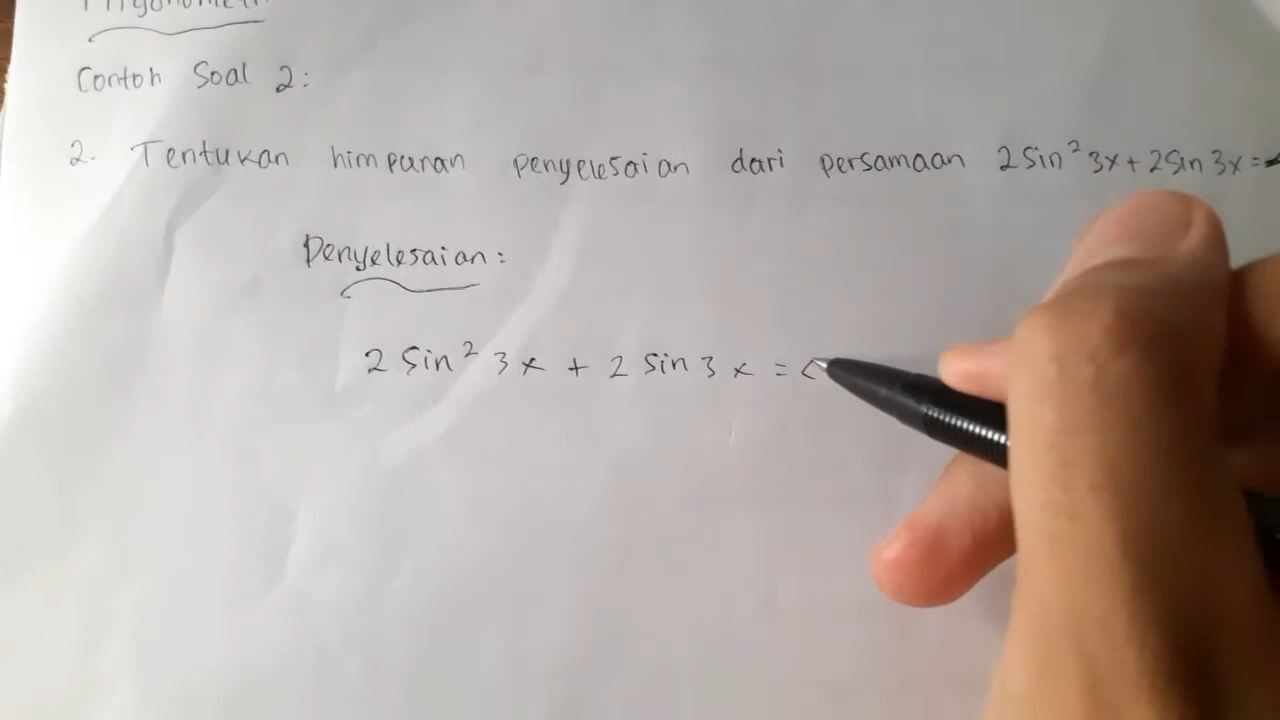 Contoh Soal 2:
2. Tentukan himpunan penyelesaian dari persamaan 2 sin² 3x + 2 sin 3x =
Penyelesaian:
2 sin² 3x + 2 sin 3x =